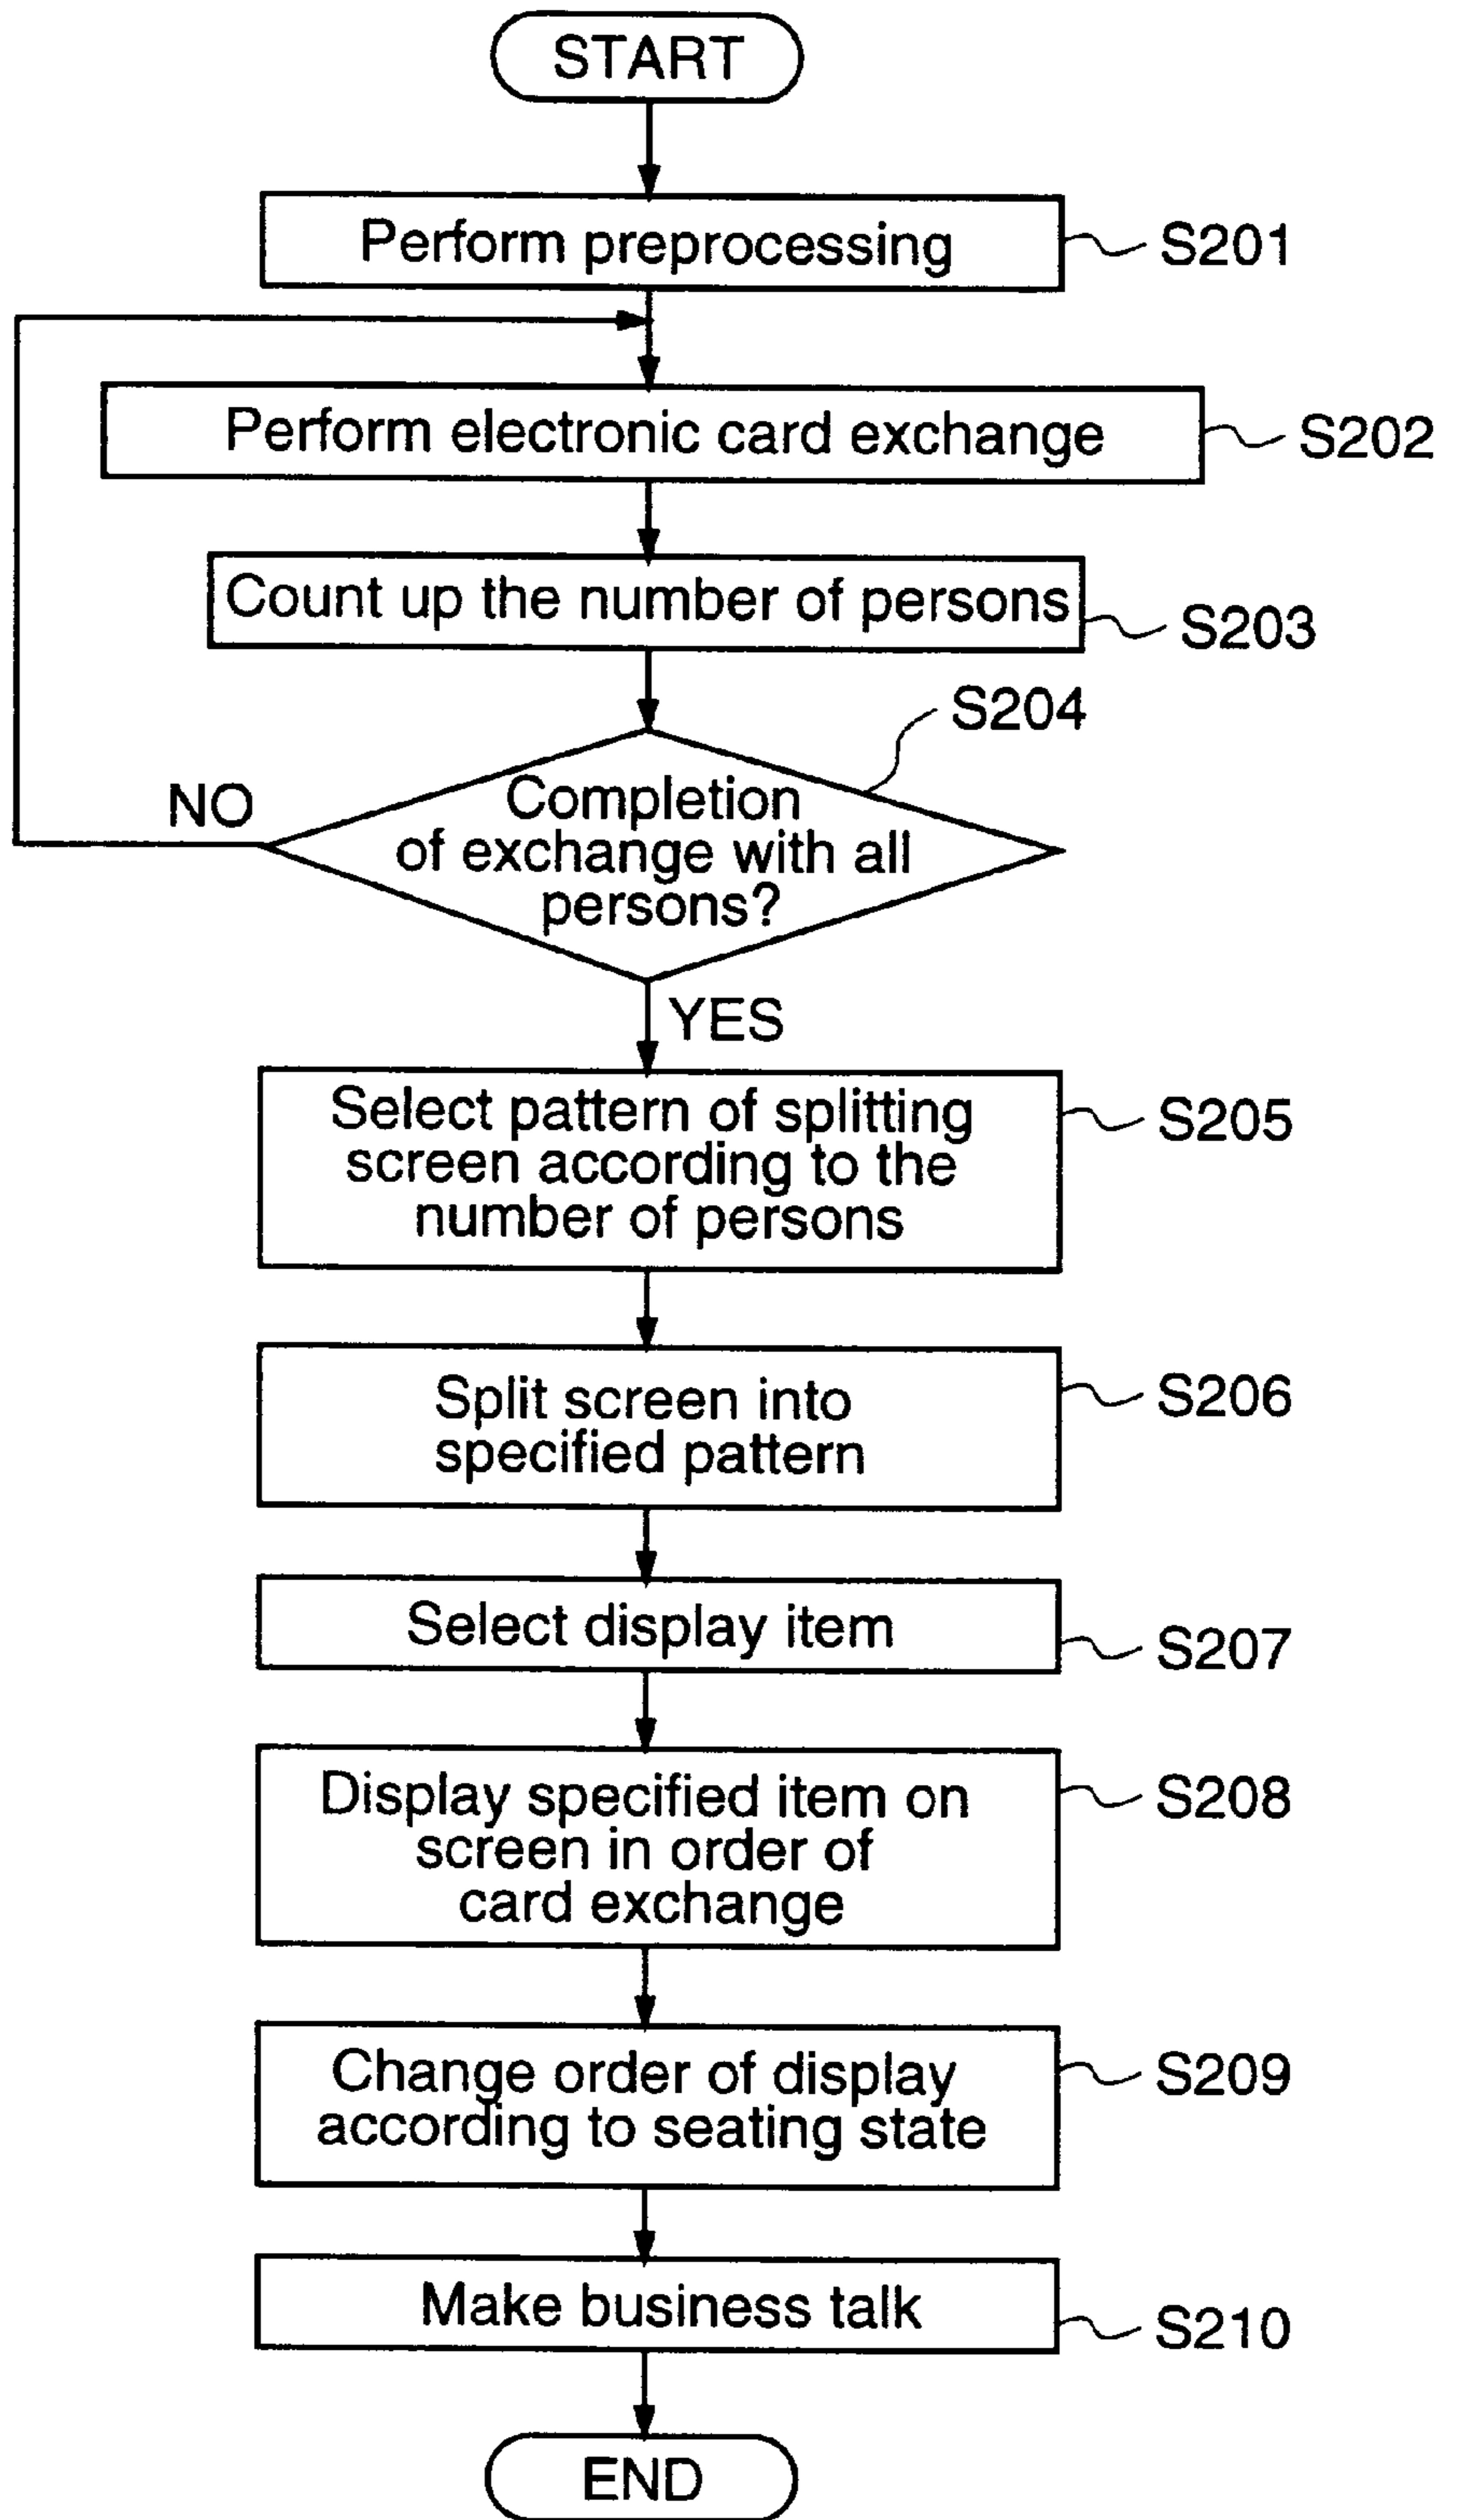 START
Perform preprocessing
S201
Perform electronic card exchange
S202
Count up the number of persons
S203
S204
NO
Completion
of exchange with all
persons?
YES
Select pattern of splitting
screen according to the
number of persons
S205
Split screen into
specified pattern
S206
Select display item
S207
Display specified item on
screen in order of
card exchange
S208
Change order of display
according to seating state
S209
Make business talk
S210
END